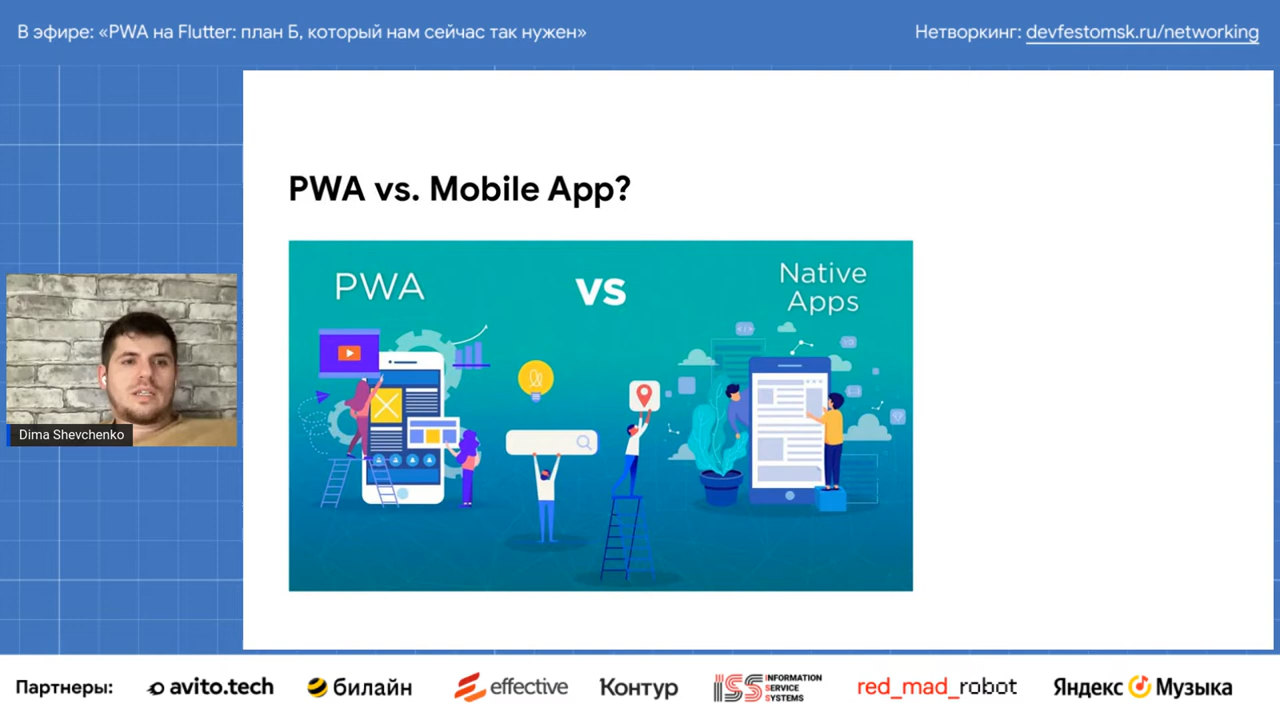 В эфире: «PWA на Flutter: план Б, который нам сейчас так нужен»
Нетворкинг: devfestomsk.ru/networking
PWA vs. Mobile App?
PWA
VS
Native
Apps
Dima Shevchenko
Партнеры:
avito.tech
билайн
effective
Контур
ISS INFORMATION
SERVICE
SYSTEMS
red_mad_robot
Яндекс Музыка